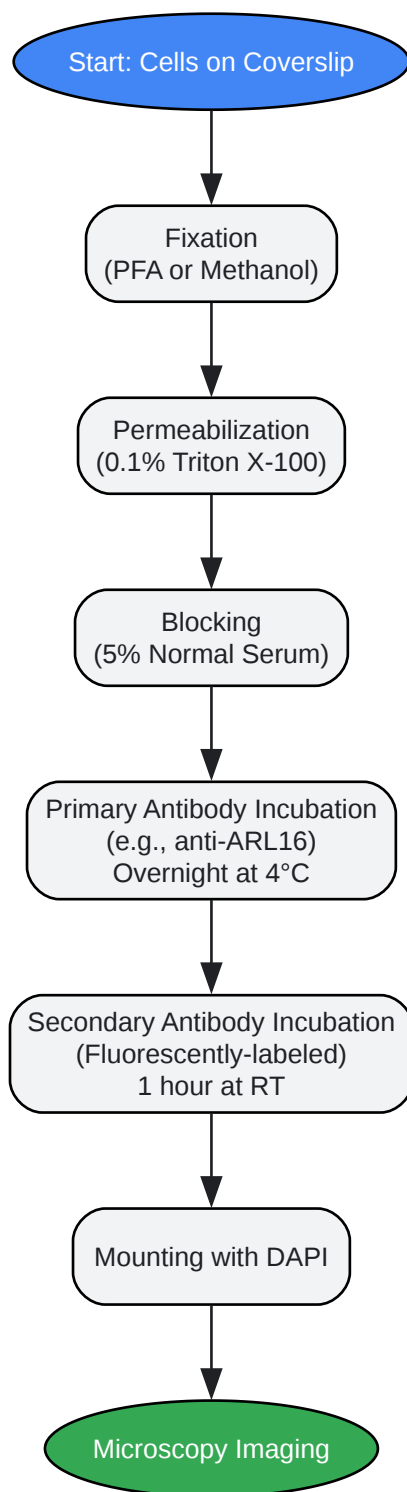 Start: Cells on Coverslip
Fixation
(PFA or Methanol)
Permeabilization
(0.1% Triton X-100)
Blocking
(5% Normal Serum)
Primary Antibody Incubation
(e.g., anti-ARL16)
Overnight at 4°C
Secondary Antibody Incubation
(Fluorescently-labeled)
1 hour at RT
Mounting with DAPI
Microscopy Imaging